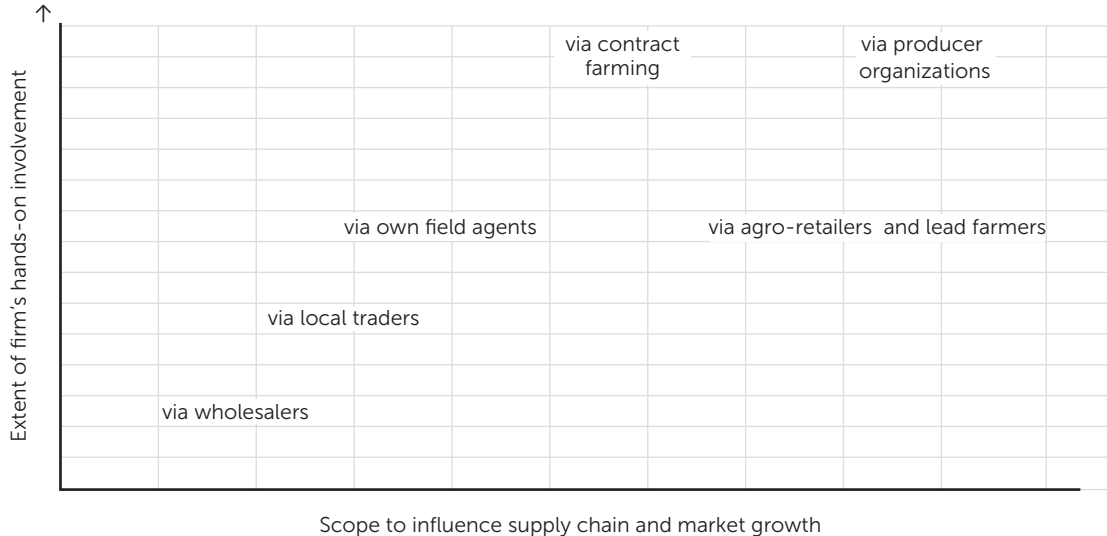 ↑
Extent of firm's hands-on involvement
via contract
farming
via producer
organizations
via own field agents
via agro-retailers and lead farmers
via local traders
via wholesalers
Scope to influence supply chain and market growth